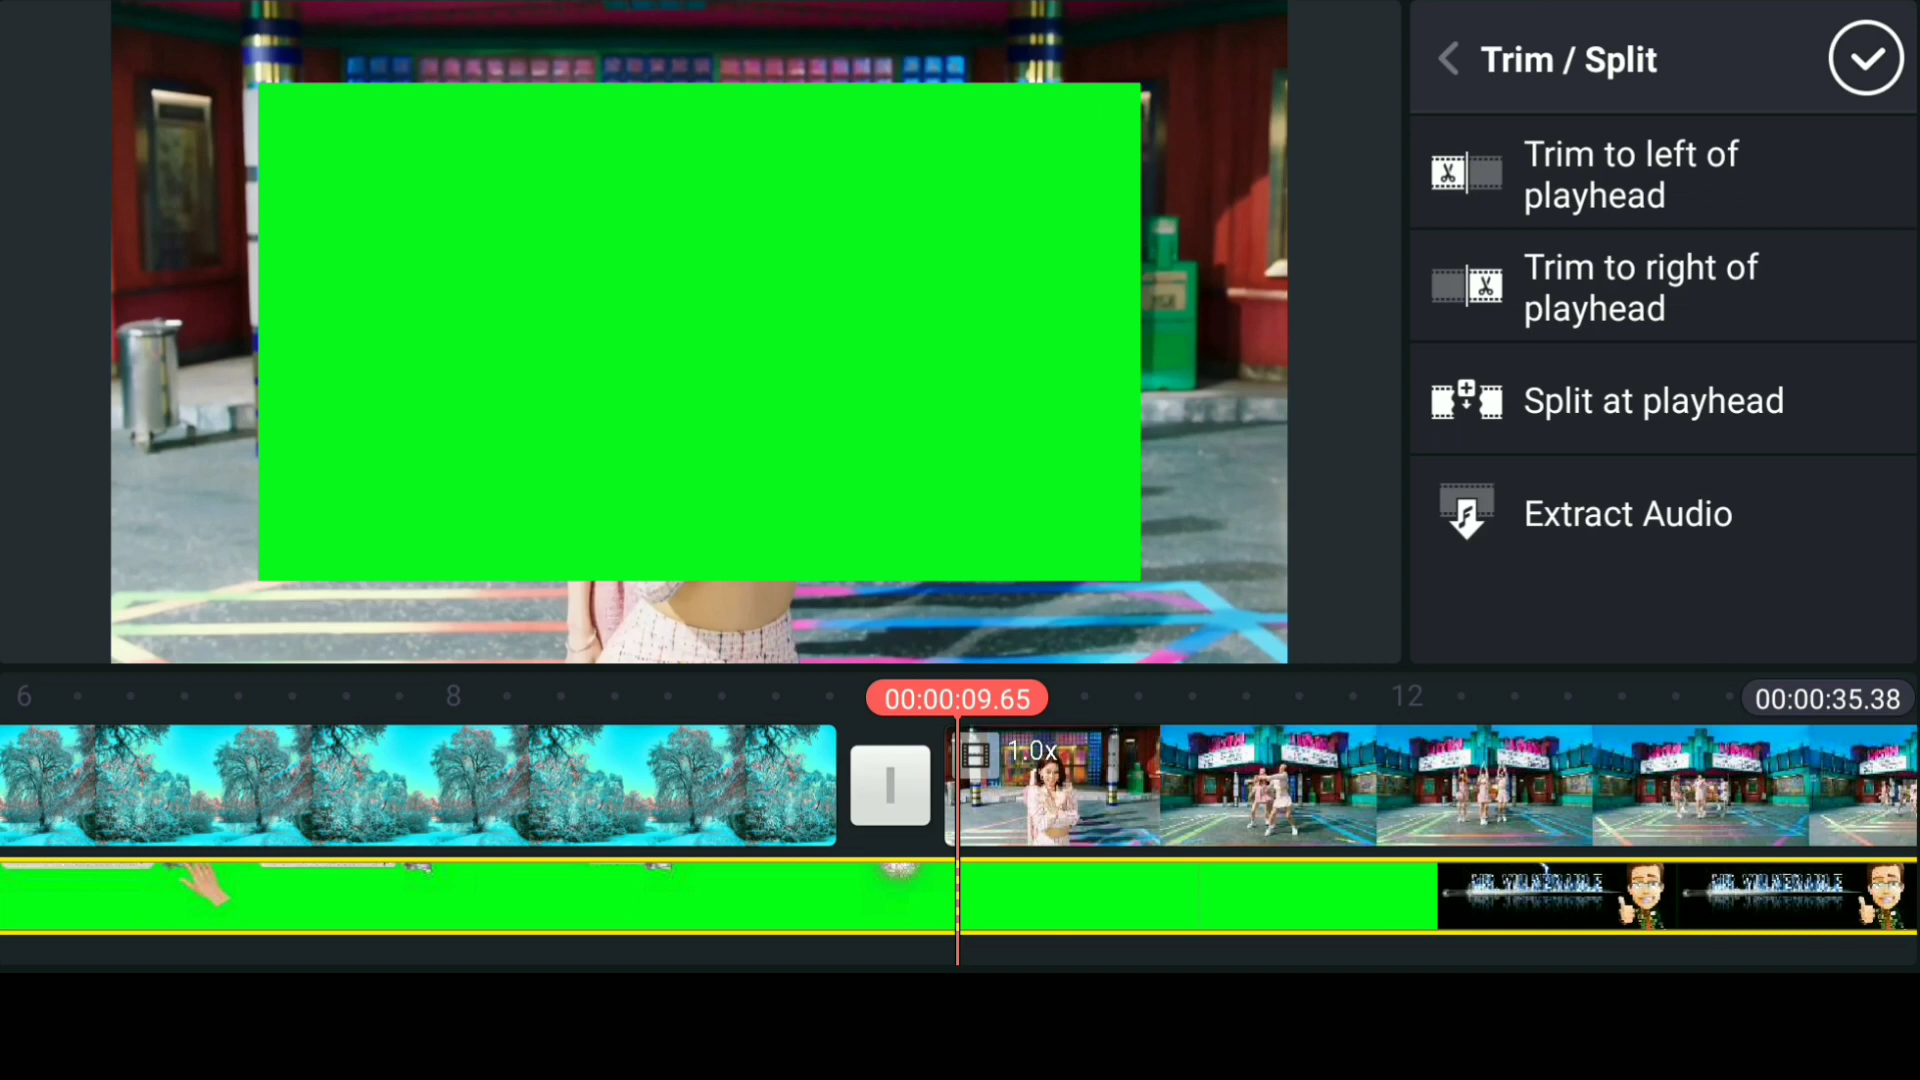 Trim / Split
Trim to left of
playhead
Trim to right of
playhead
Split at playhead
Extract Audio
6
8
00:00:09.65
12
00:00:35.38
1.0x